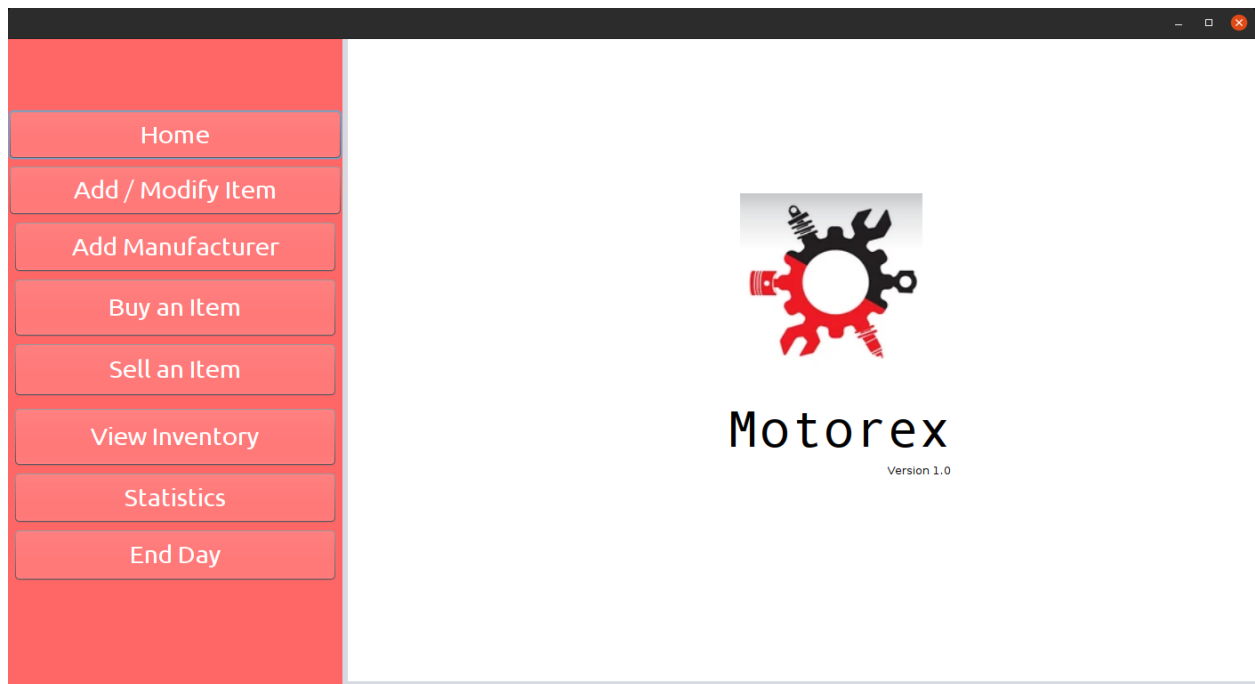 Home
Add / Modify Item
Add Manufacturer
Buy an Item
Sell an Item
View Inventory
Statistics
End Day
Motorex
Version 1.0